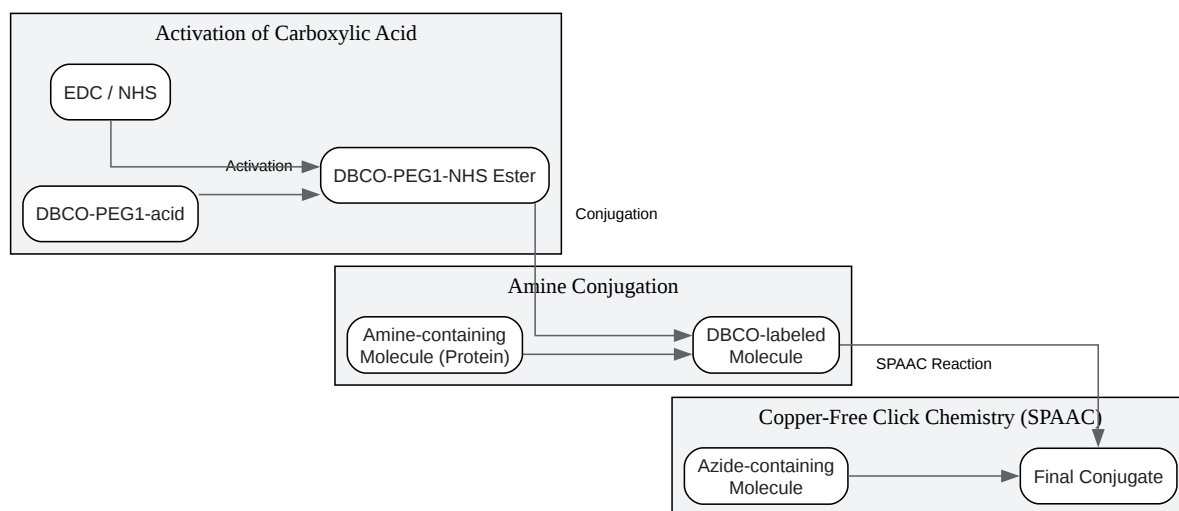 Activation of Carboxylic Acid
EDC / NHS
Activation
DBCO-PEG1-NHS Ester
DBCO-PEG1-acid
Conjugation
Amine Conjugation
Amine-containing
Molecule (Protein)
DBCO-labeled
Molecule
SPAAC Reaction
Copper-Free Click Chemistry (SPAAC)
Azide-containing
Molecule
Final Conjugate